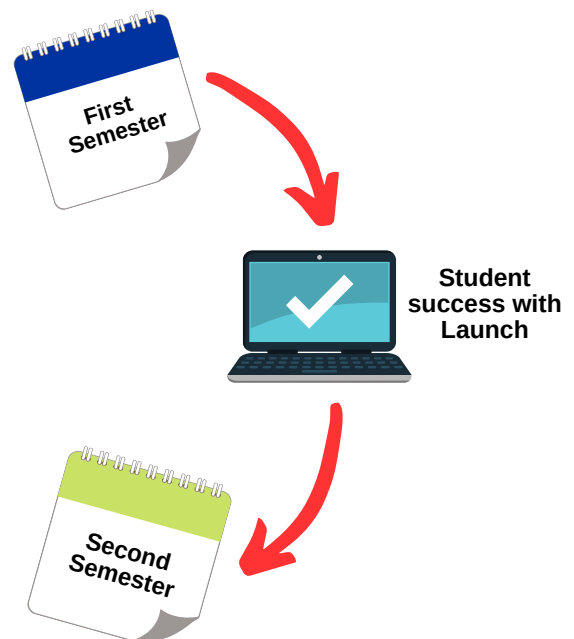 First
Semester
Student
success with
Launch
Second
Semester